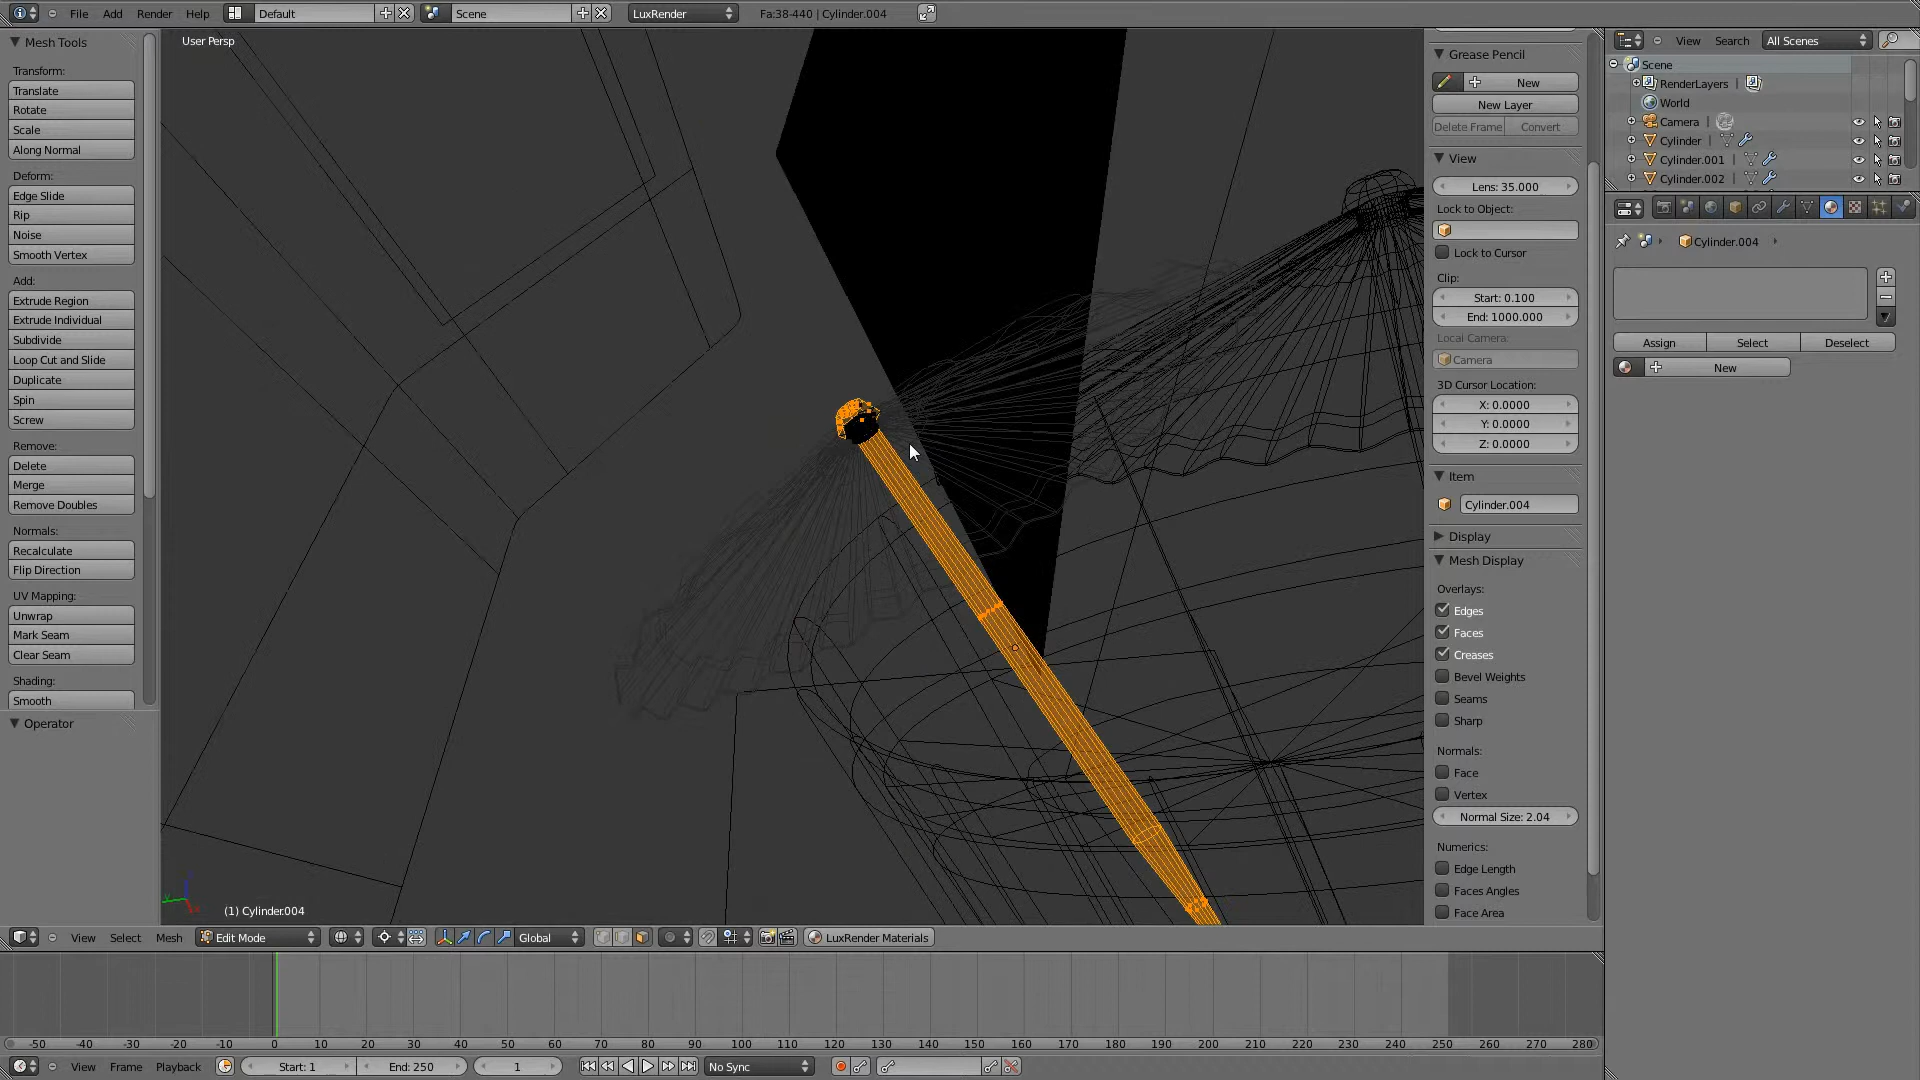 File Add Render Help Default Scene LuxRender Fa:38-440 | Cylinder.004
Mesh Tools
Transform:
Translate
Rotate
Scale
Along Normal
Deform:
Edge Slide
Rip
Noise
Smooth Vertex
Add:
Extrude Region
Extrude Individual
Subdivide
Loop Cut and Slide
Duplicate
Spin
Screw
Remove:
Delete
Merge
Remove Doubles
Normals:
Recalculate
Flip Direction
UV Mapping:
Unwrap
Mark Seam
Clear Seam
Shading:
Smooth
Operator
User Persp
(1) Cylinder.004
Grease Pencil
New
New Layer
Delete Frame Convert
View
Lens: 35.000
Lock to Object:
Lock to Cursor
Clip:
Start: 0.100
End: 1000.000
Local Camera:
Camera
3D Cursor Location:
X: 0.0000
Y: 0.0000
Z: 0.0000
Item
Cylinder.004
Display
Mesh Display
Overlays:
Edges
Faces
Creases
Bevel Weights
Seams
Sharp
Normals:
Face
Vertex
Normal Size: 2.04
Numerics:
Edge Length
Faces Angles
Face Area
View Search All Scenes
Scene
RenderLayers |
World
Camera |
Cylinder |
Cylinder.001 |
Cylinder.002 |
Cylinder.004
Assign Select Deselect
New
View Select Mesh Edit Mode Global LuxRender Materials
-50 -40 -30 -20 -10 0 10 20 30 40 50 60 70 80 90 100 110 120 130 140 150 160 170 180 190 200 210 220 230 240 250 260 270 280
View Frame Playback Start: 1 End: 250 1 No Sync